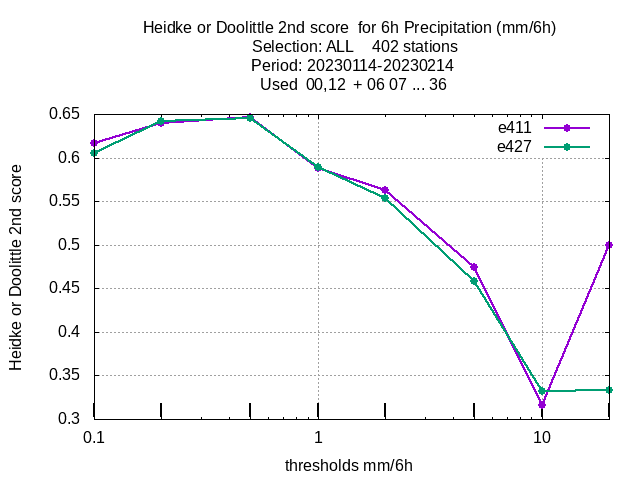 Heidke or Doolittle 2nd score  for 6h Precipitation (mm/6h)
Selection: ALL    402 stations
Period: 20230114-20230214
Used  00,12  + 06 07 ... 36
e411
e427
Heidke or Doolittle 2nd score
0.65
0.6
0.55
0.5
0.45
0.4
0.35
0.3
0.1
1
10
thresholds mm/6h